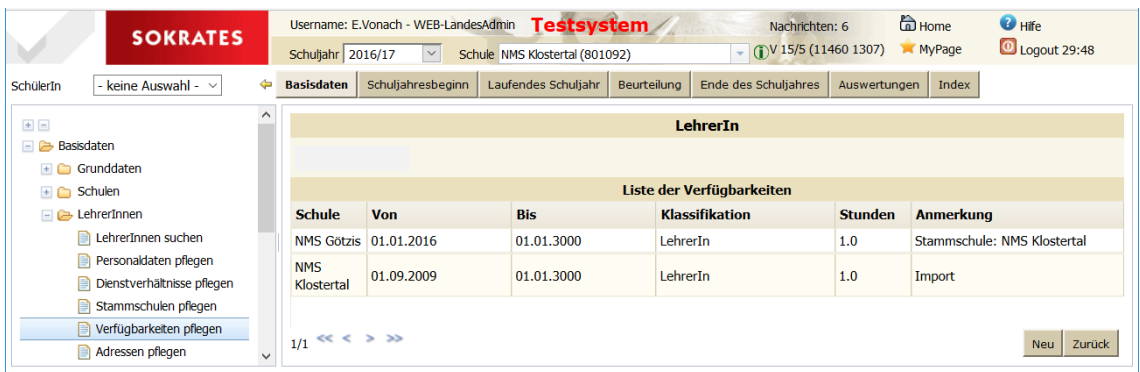 SOKRATES
Username: E.Vonach - WEB-LandesAdmin Testsystem Nachrichten: 6 Home Hilfe
Schuljahr 2016/17 Schule NMS Klostertal (801092) V 15/5 (11460 1307) MyPage Logout 29:48
SchülerIn - keine Auswahl - Basisdaten Schuljahresbeginn Laufendes Schuljahr Beurteilung Ende des Schuljahres Auswertungen Index
Basisdaten
Grunddaten
Schulen
LehrerInnen
LehrerInnen suchen
Personaldaten pflegen
Dienstverhältnisse pflegen
Stammschulen pflegen
Verfügbarkeiten pflegen
Adressen pflegen
LehrerIn
Liste der Verfügbarkeiten
Schule Von Bis Klassifikation Stunden Anmerkung
NMS Götzis 01.01.2016 01.01.3000 LehrerIn 1.0 Stammschule: NMS Klostertal
NMS
Klostertal 01.09.2009 01.01.3000 LehrerIn 1.0 Import
1/1 << < > >> Neu Zurück